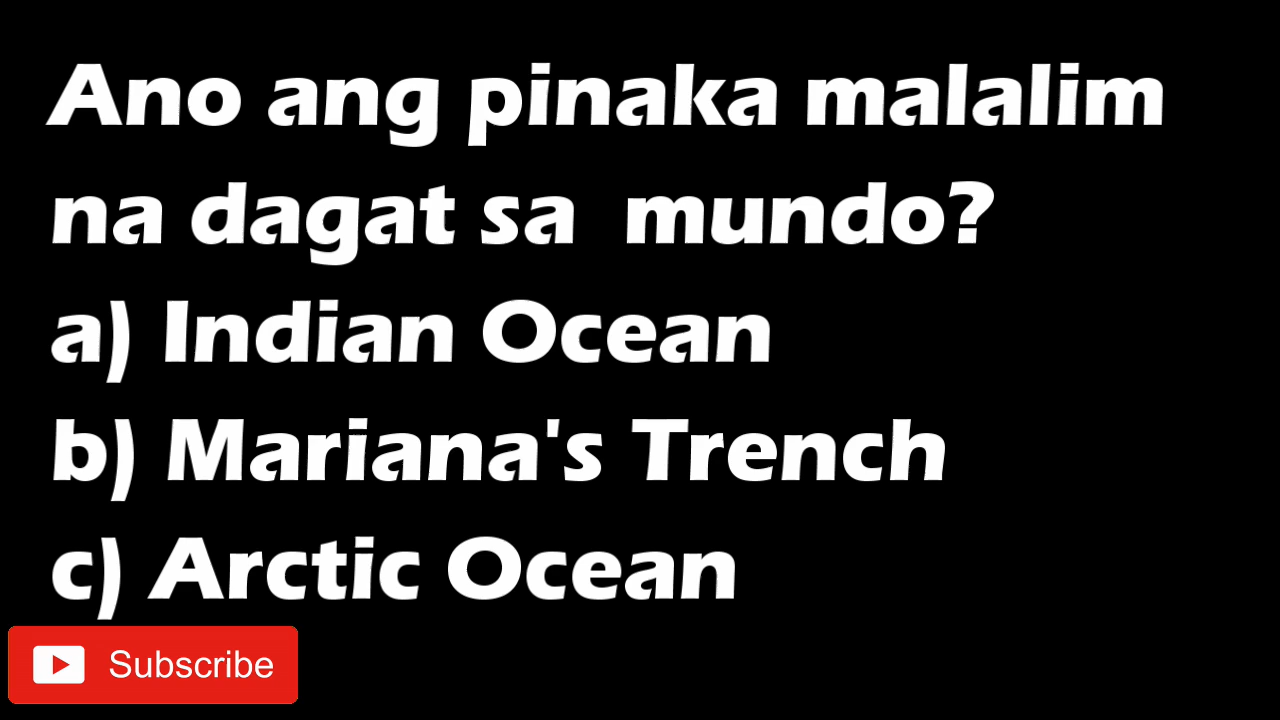 Ano ang pinaka malalim
na dagat sa mundo?
a) Indian Ocean
b) Mariana's Trench
c) Arctic Ocean
Subscribe